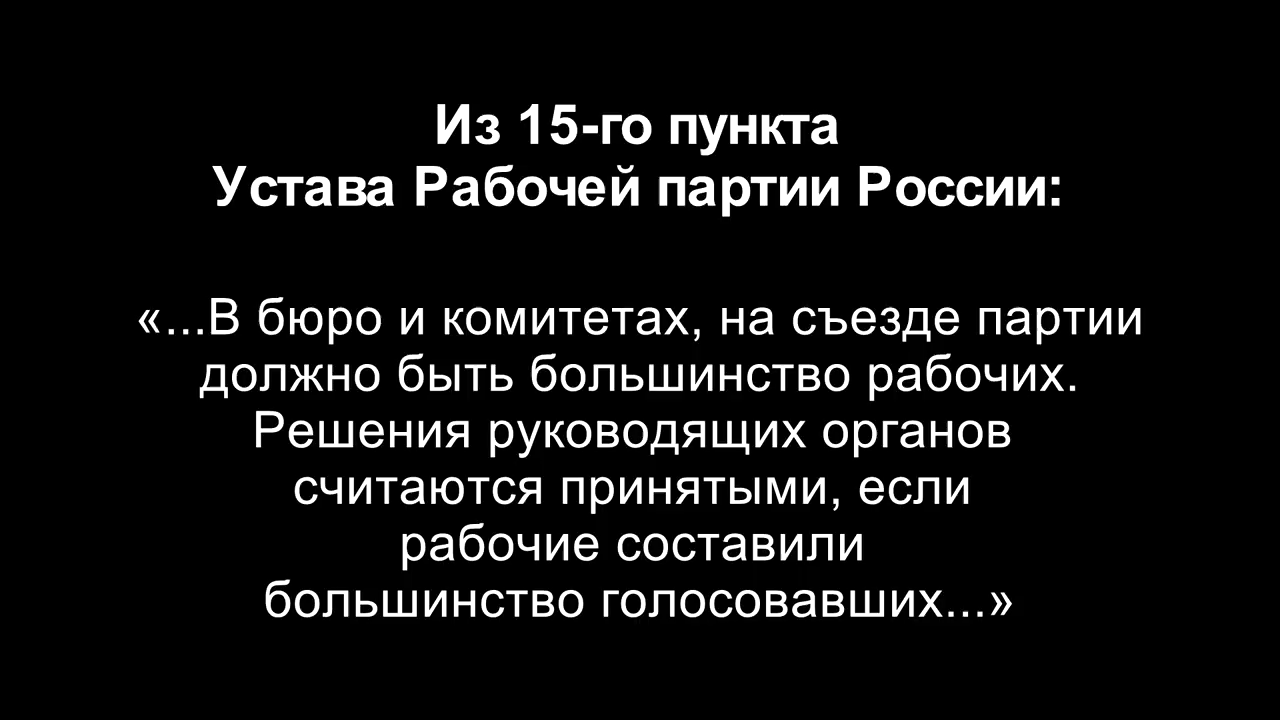 Из 15-го пункта
Устава Рабочей партии России:
«...В бюро и комитетах, на съезде партии
должно быть большинство рабочих.
Решения руководящих органов
считаются принятыми, если
рабочие составили
большинство голосовавших...»